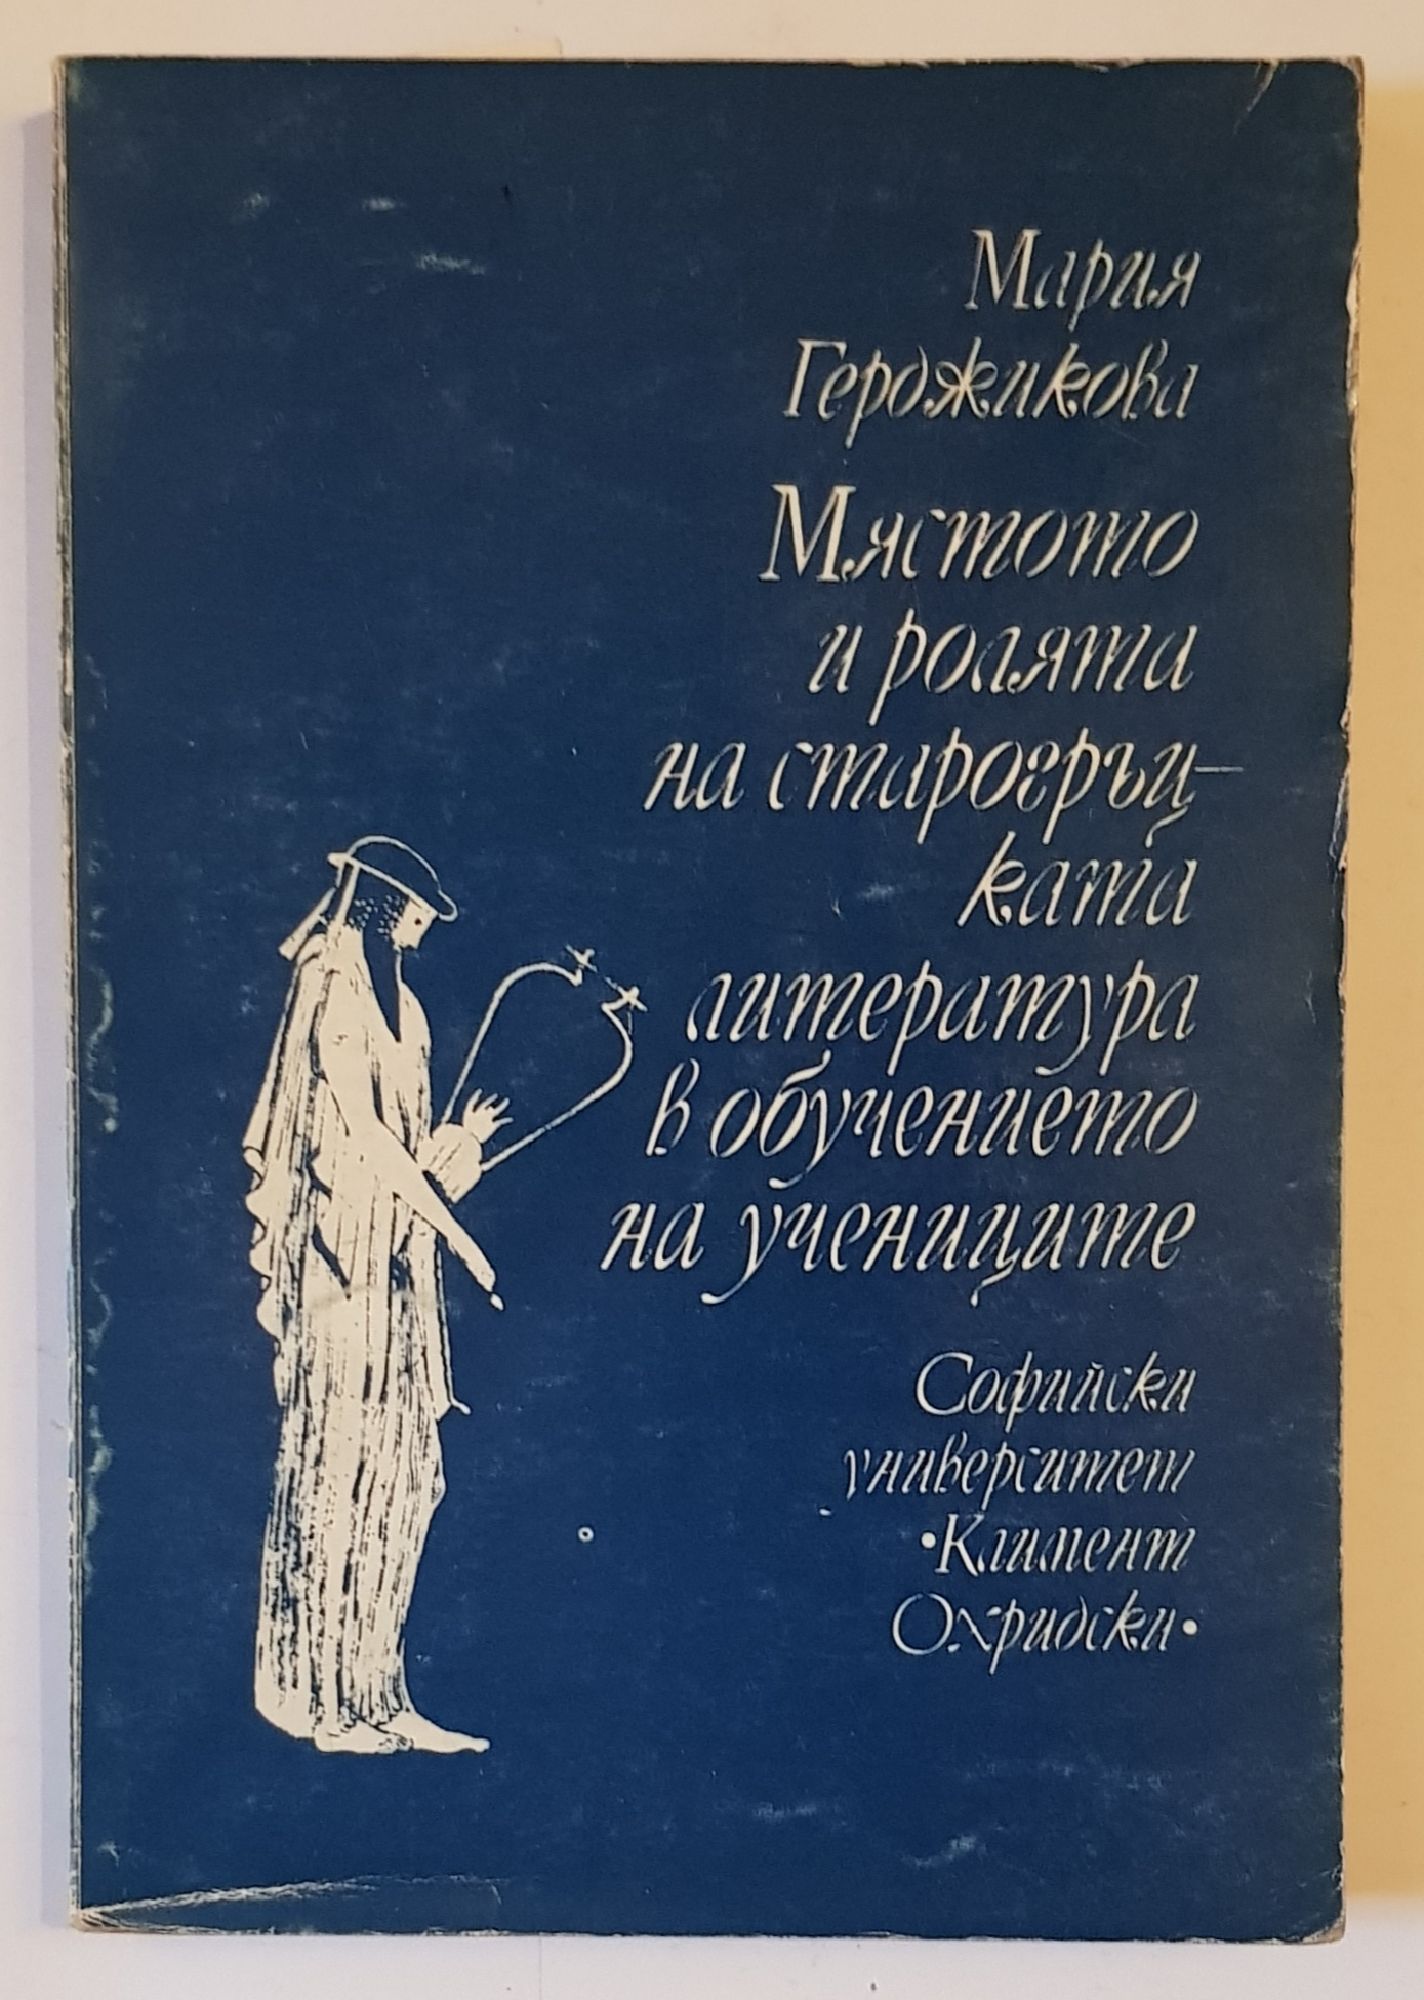 Мария
Герджикова
Мястото
и ролята
на старогръц-
ката
литература
в обучението
на учениците
Софийски
университет
•Климент
Охридски•